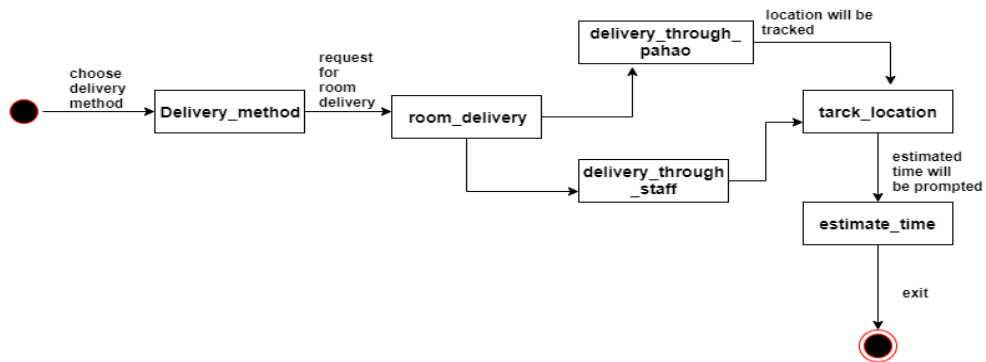 choose
delivery
method
Delivery_method
request
for
room
delivery
room_delivery
delivery_through_
pahao
location will be
tracked
delivery_through
_staff
tarck_location
estimated
time will
be prompted
estimate_time
exit